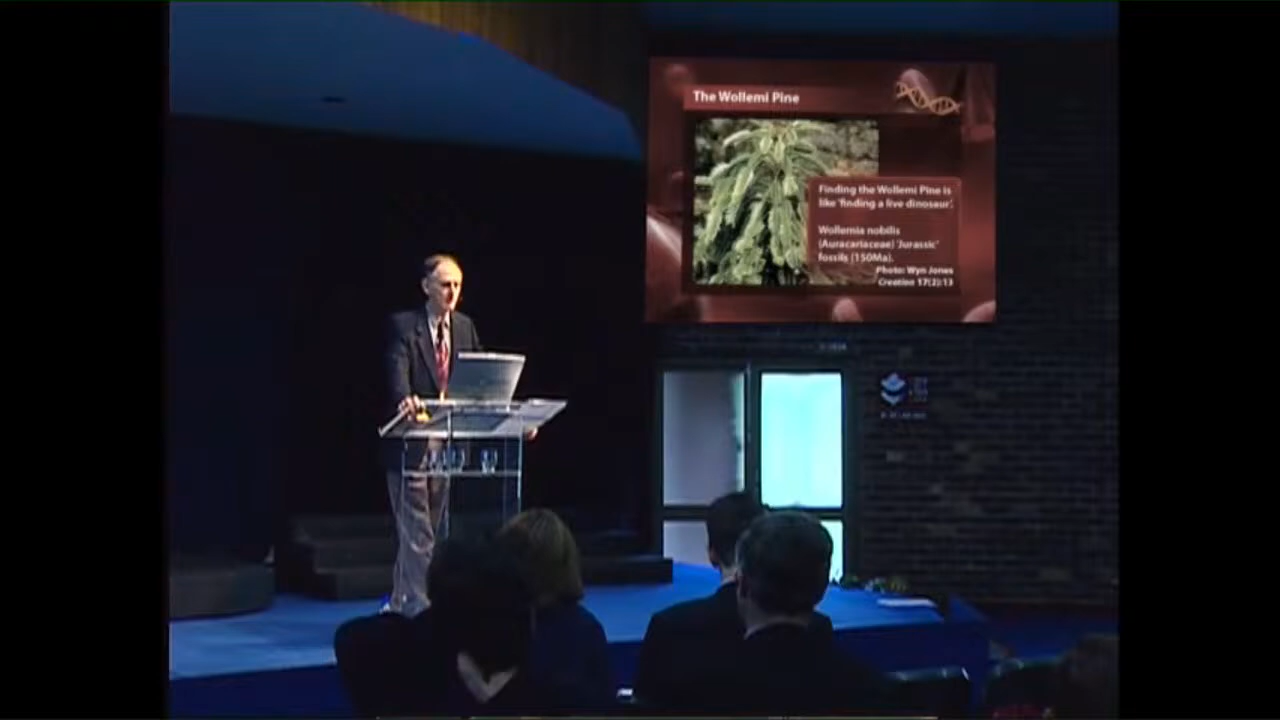 The Wollemi Pine
Finding the Wollemi Pine is
like 'finding a live dinosaur'.
Wollemia nobilis
(Auracariaceae) 'Jurassic'
fossils (150Ma).
Photo: Wyn Jones
Creation 17(2):13